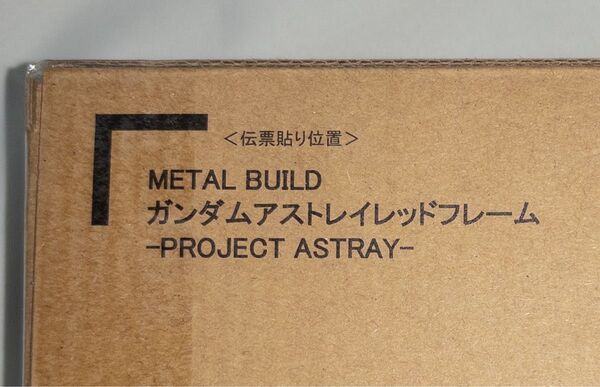 ＜伝票貼り位置＞
METAL BUILD
ガンダムアストレイレッドフレーム
-PROJECT ASTRAY-